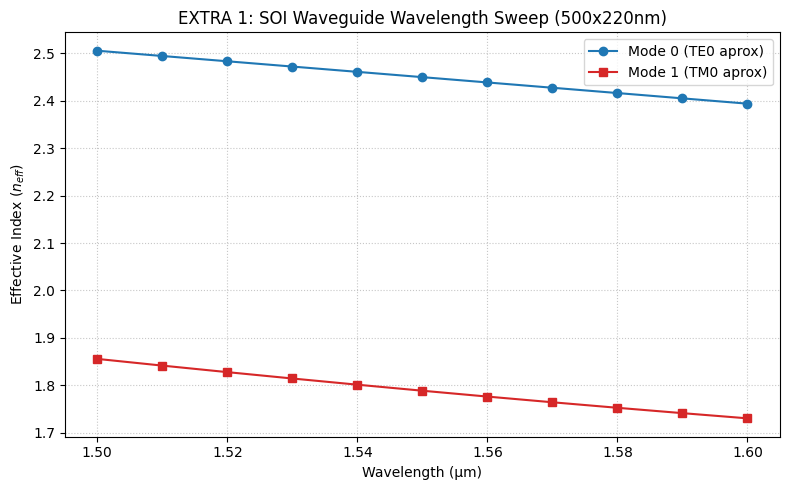 EXTRA 1: SOI Waveguide Wavelength Sweep (500x220nm)
Mode 0 (TE0 aprox)
Mode 1 (TM0 aprox)
Effective Index (n_eff)
2.5
2.4
2.3
2.2
2.1
2.0
1.9
1.8
1.7
1.50 1.52 1.54 1.56 1.58 1.60
Wavelength (μm)